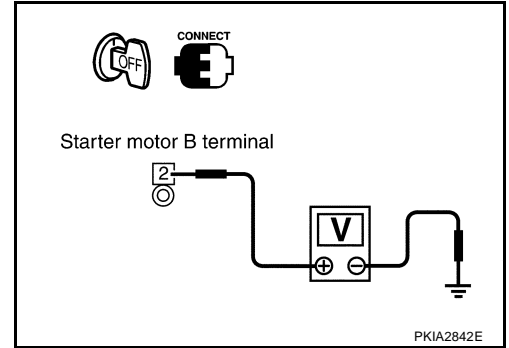 CONNECT
OFF
Starter motor B terminal
2
V
+ −
PKIA2842E